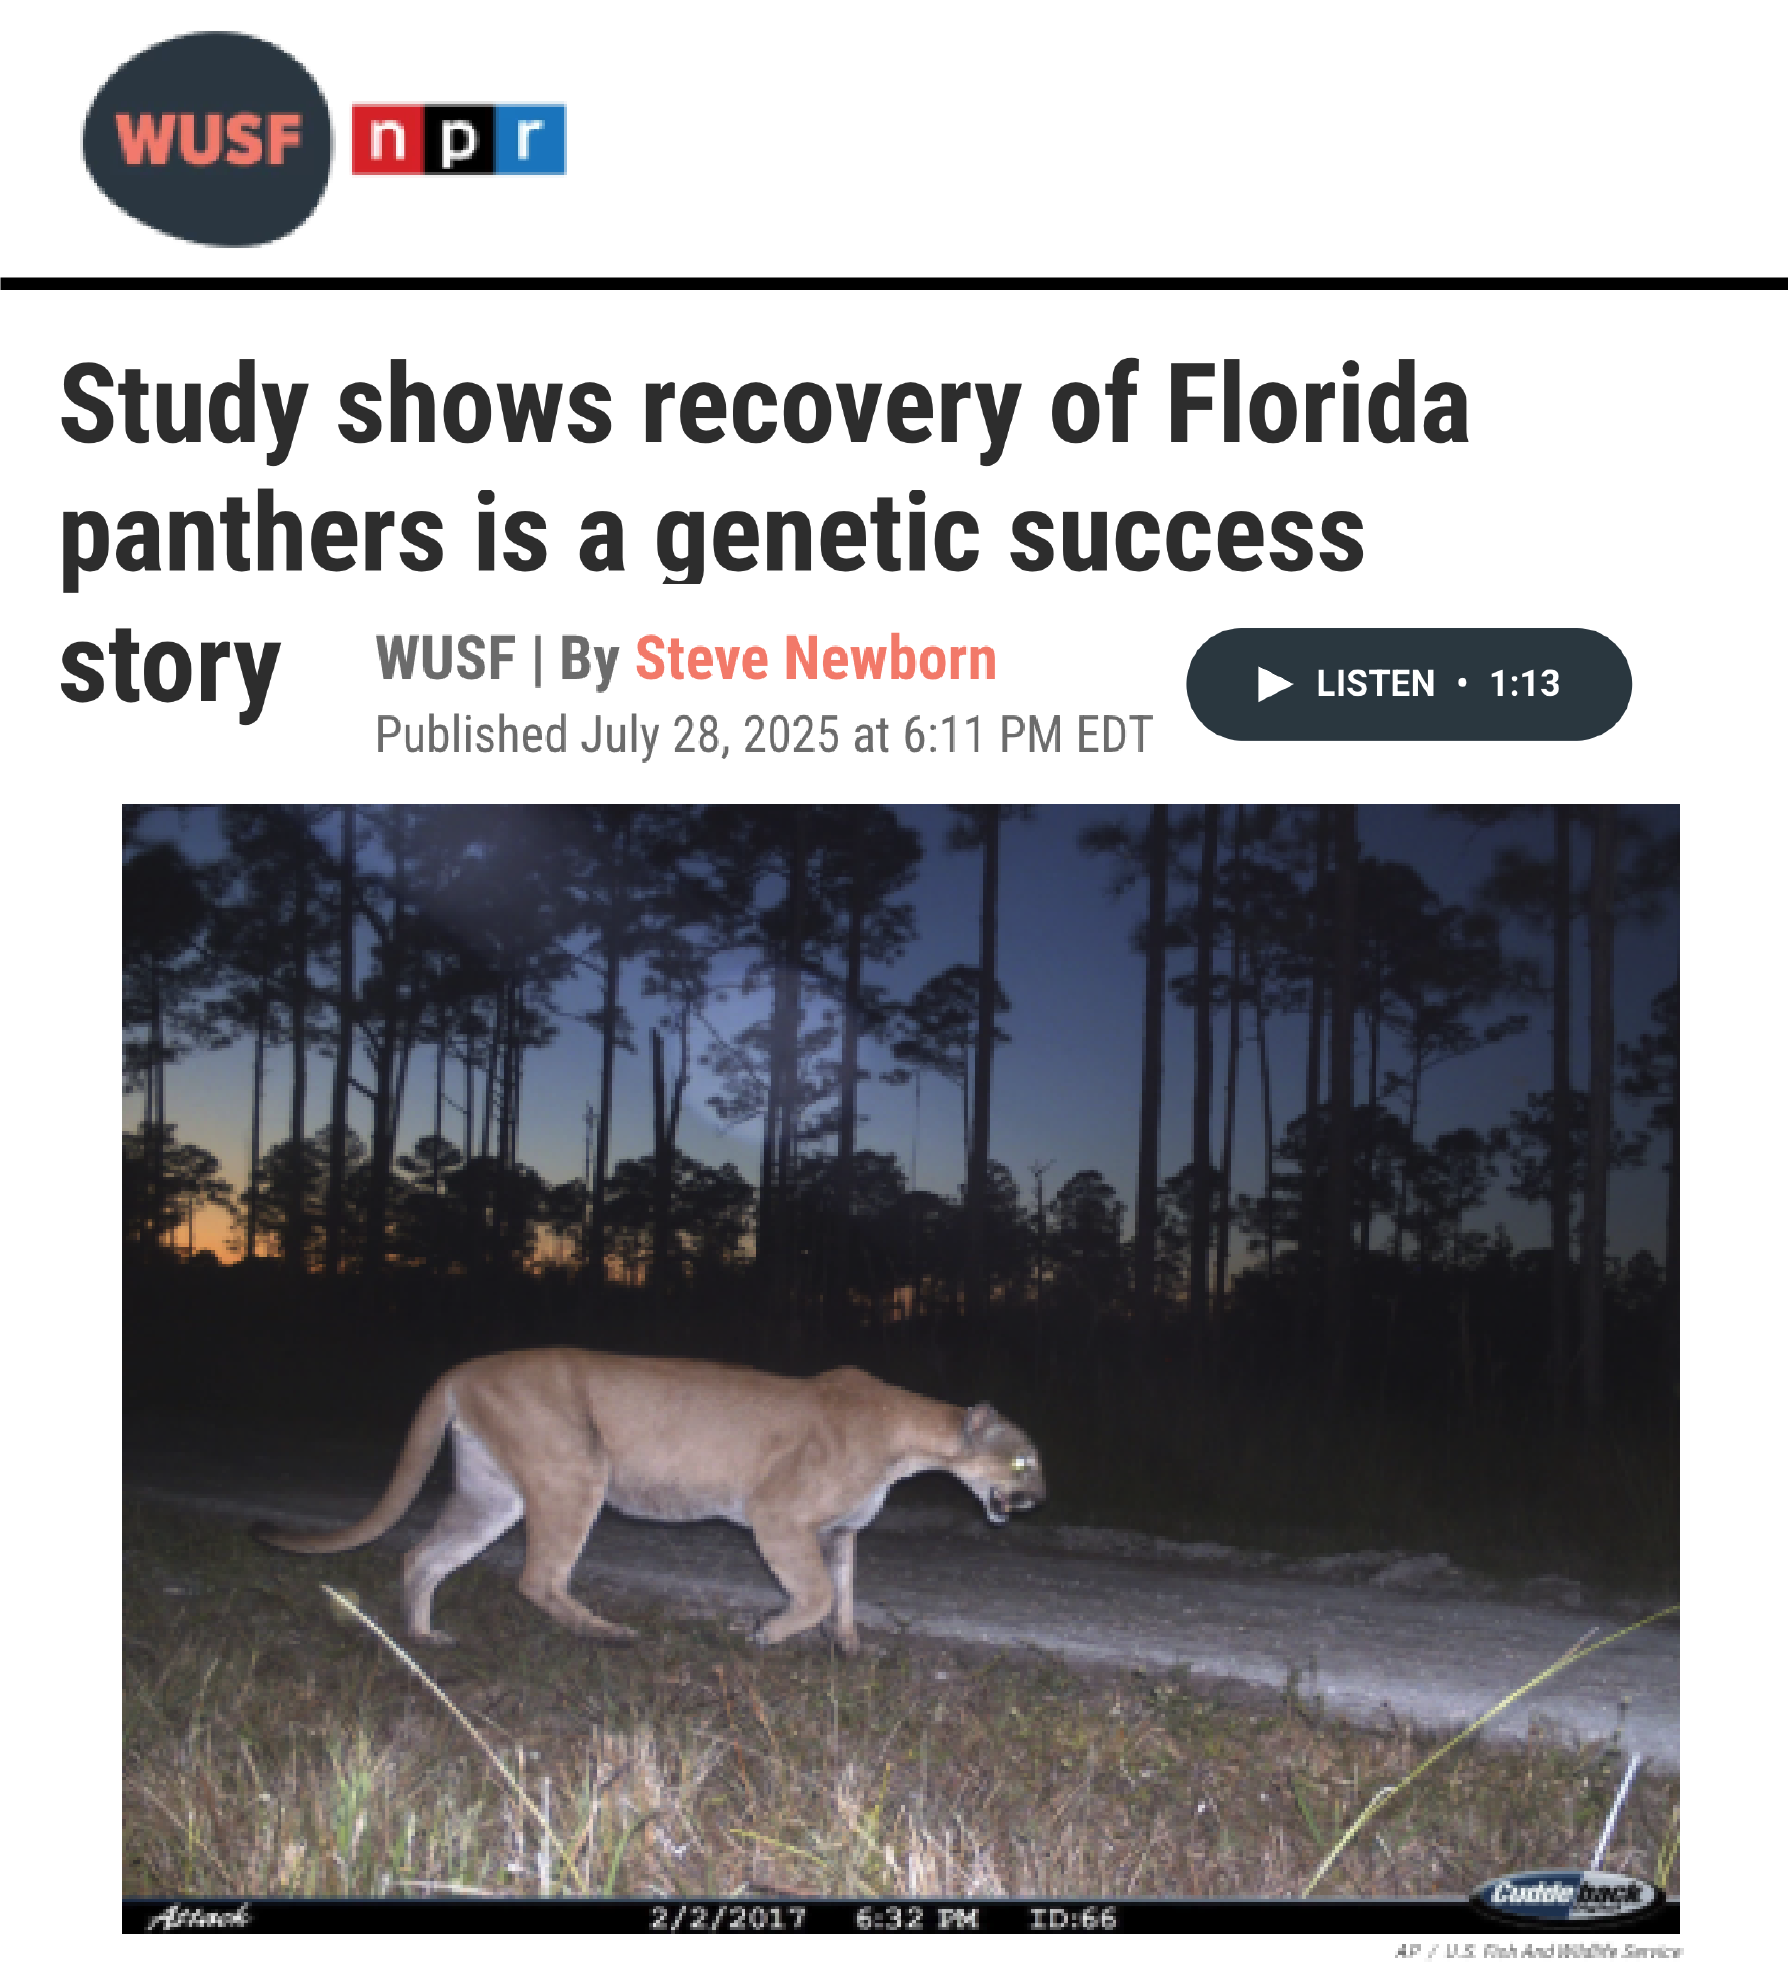 WUSF
npr
Study shows recovery of Florida
panthers is a genetic success
story
WUSF | By Steve Newborn
Published July 28, 2025 at 6:11 PM EDT
LISTEN • 1:13
Attack 2/2/2017 6:32 PM ID:66
Cuddeback
AP / U.S. Fish And Wildlife Service